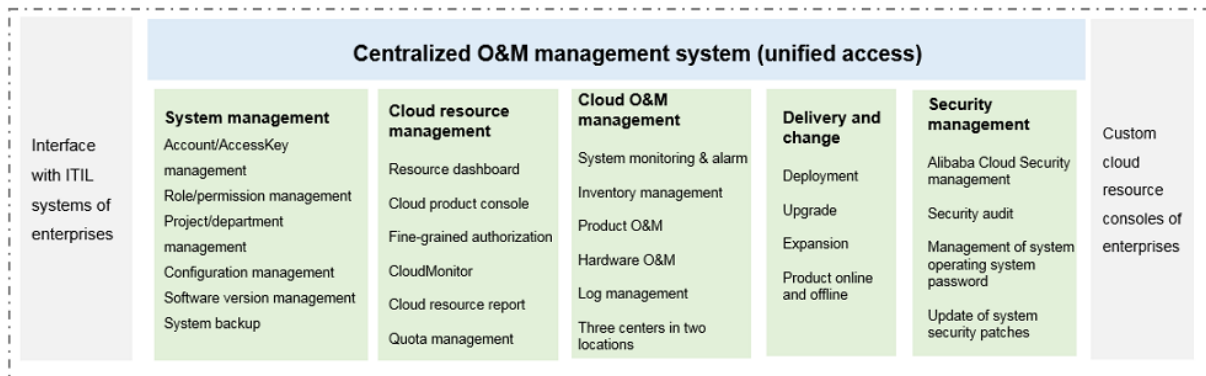 Centralized O&M management system (unified access)
Interface
with ITIL
systems of
enterprises
System management
Account/AccessKey
management
Role/permission management
Project/department
management
Configuration management
Software version management
System backup
Cloud resource
management
Resource dashboard
Cloud product console
Fine-grained authorization
CloudMonitor
Cloud resource report
Quota management
Cloud O&M
management
System monitoring & alarm
Inventory management
Product O&M
Hardware O&M
Log management
Three centers in two
locations
Delivery and
change
Deployment
Upgrade
Expansion
Product online
and offline
Security
management
Alibaba Cloud Security
management
Security audit
Management of system
operating system
password
Update of system
security patches
Custom
cloud
resource
consoles of
enterprises